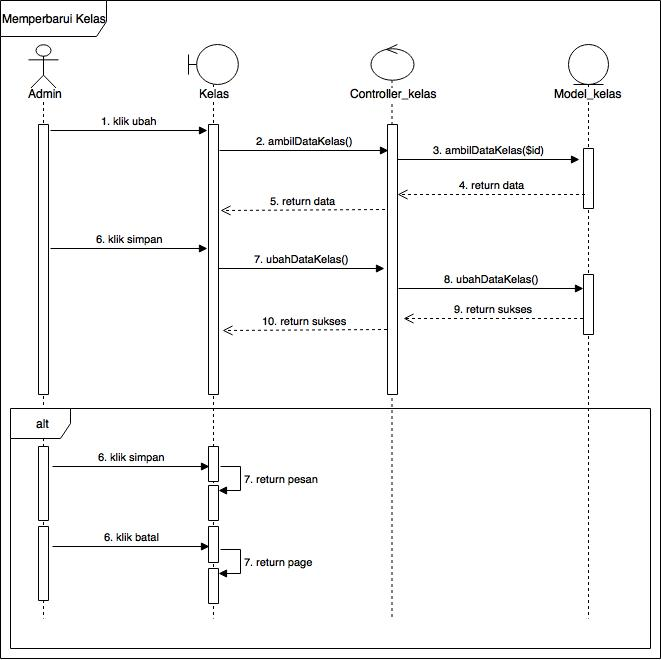 Memperbarui Kelas
Admin
Kelas
Controller_kelas
Model_kelas
1. klik ubah
2. ambilDataKelas()
3. ambilDataKelas($id)
4. return data
5. return data
6. klik simpan
7. ubahDataKelas()
8. ubahDataKelas()
9. return sukses
10. return sukses
alt
6. klik simpan
7. return pesan
6. klik batal
7. return page